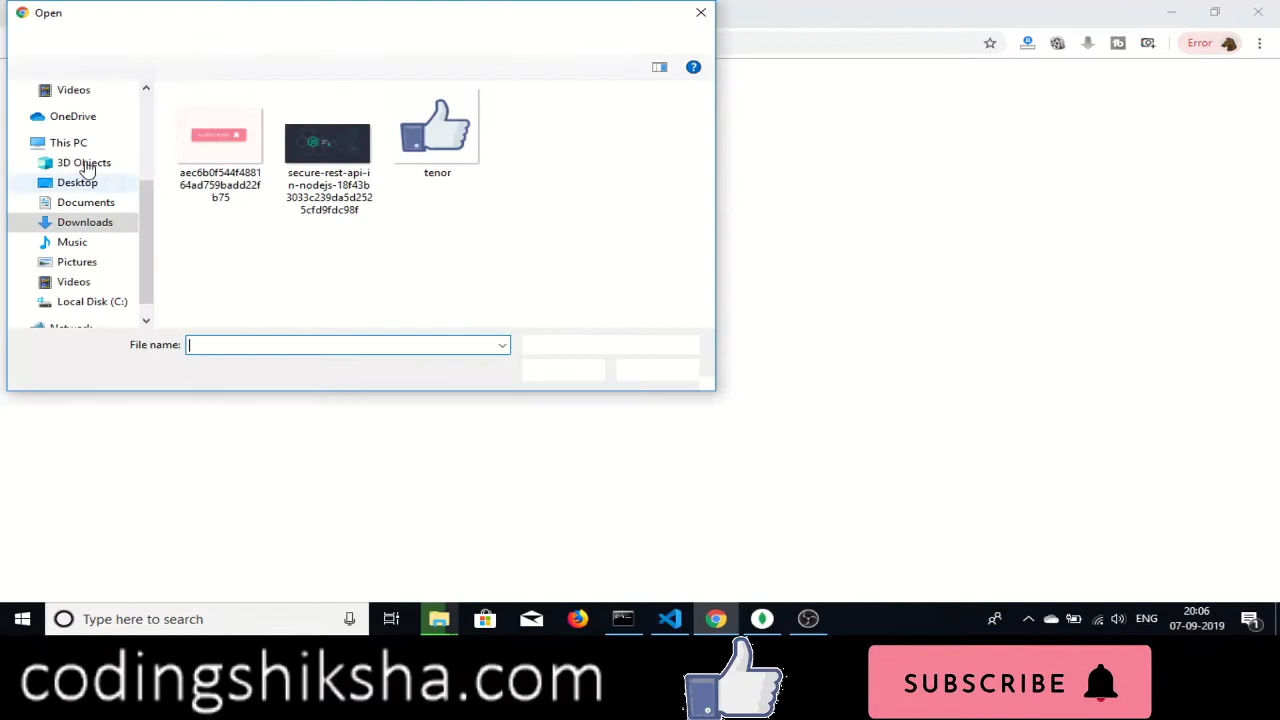 Open
Error
Videos
OneDrive
This PC
3D Objects
Desktop
Documents
Downloads
Music
Pictures
Videos
Local Disk (C:)
Network
aec6b0f544f4881
64ad759badd22f
b75
secure-rest-api-i
n-nodejs-18f43b
3033c239da5d252
5cfd9fdc98f
tenor
File name:
Type here to search
ENG
20:06
07-09-2019
1
codingshiksha.com
SUBSCRIBE